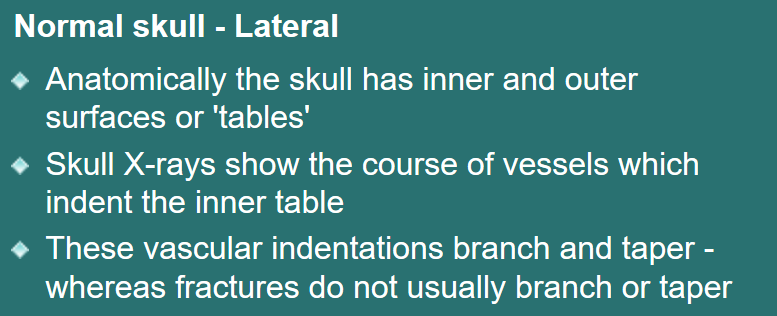 Normal skull - Lateral
Anatomically the skull has inner and outer
surfaces or 'tables'
Skull X-rays show the course of vessels which
indent the inner table
These vascular indentations branch and taper -
whereas fractures do not usually branch or taper